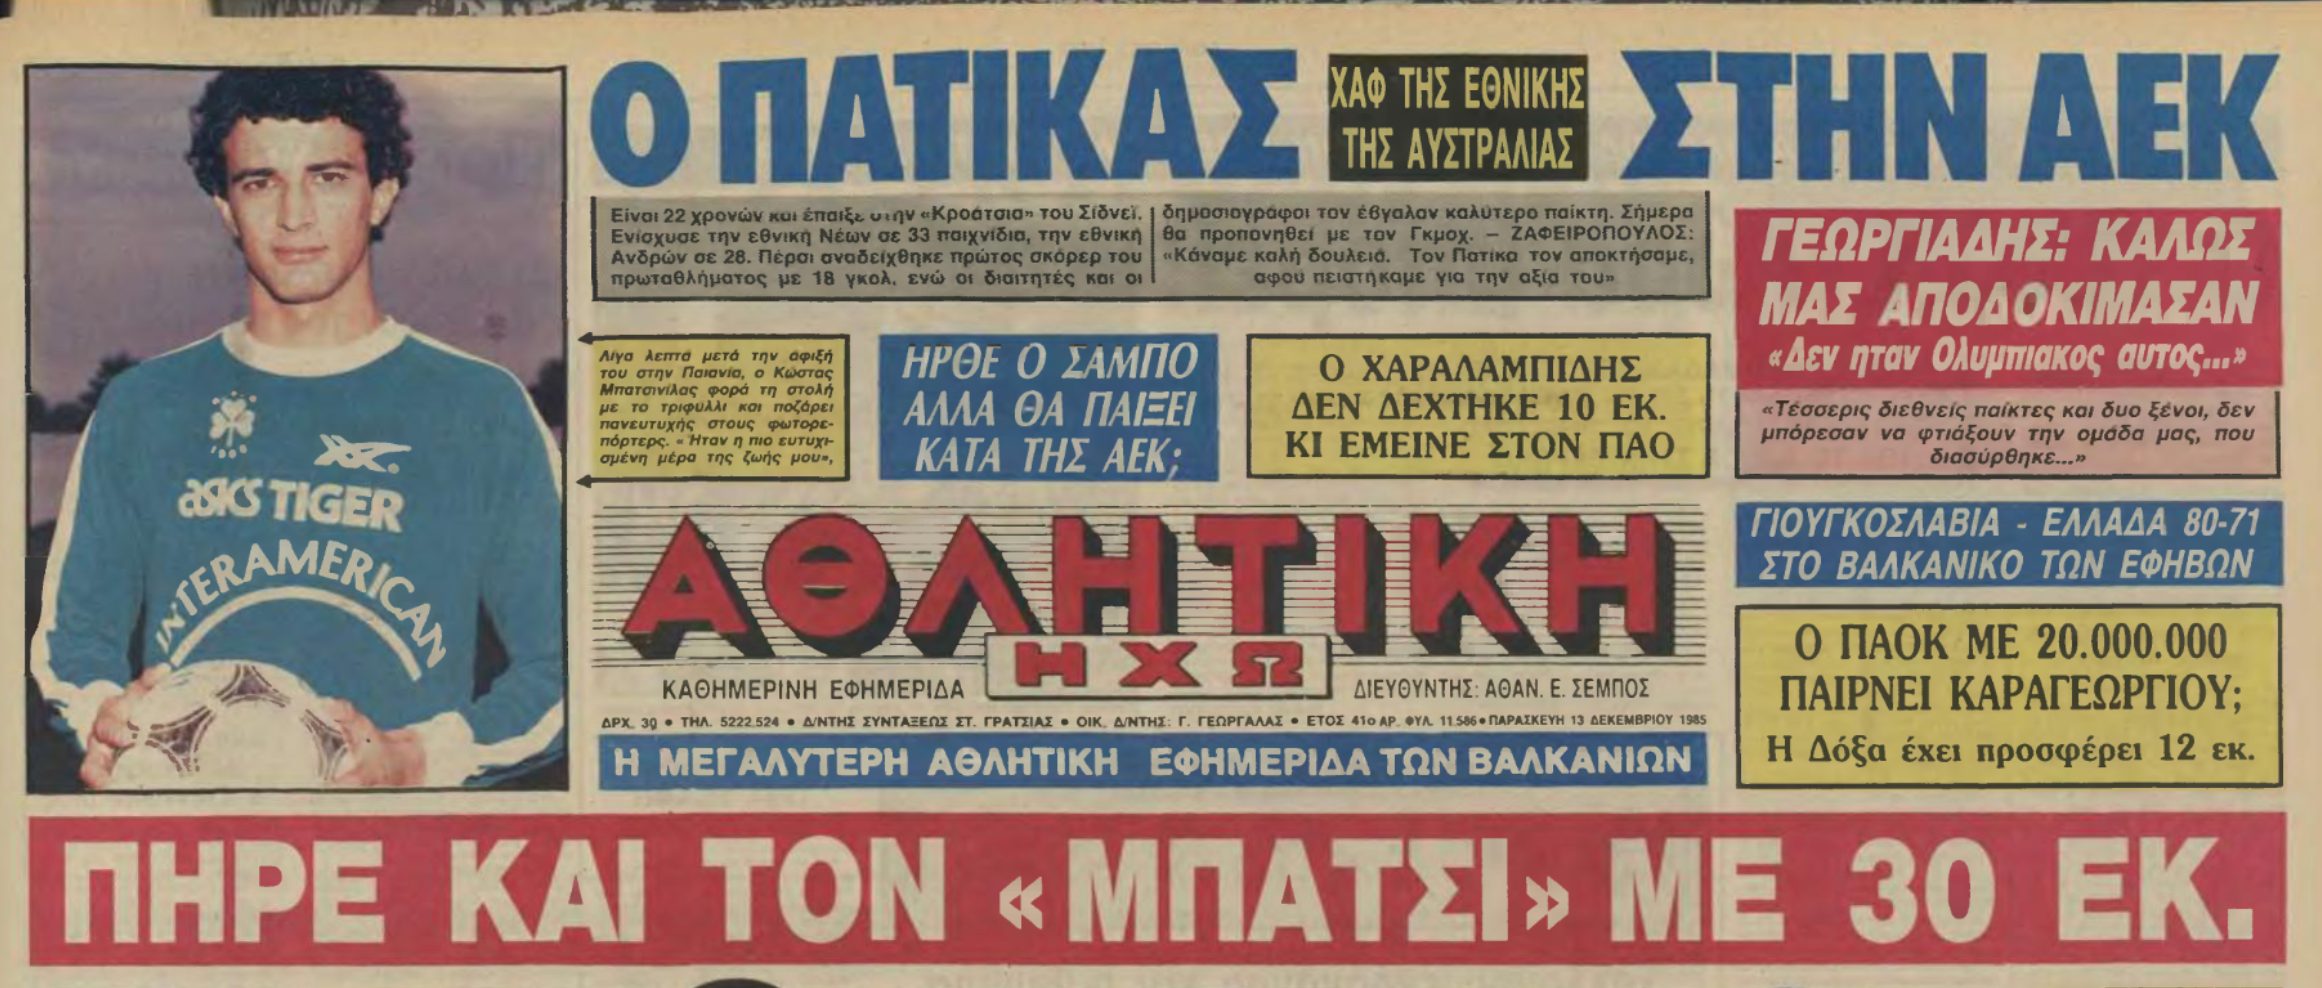 Ο ΠΑΤΙΚΑΣ
ΧΑΦ ΤΗΣ ΕΘΝΙΚΗΣ
ΤΗΣ ΑΥΣΤΡΑΛΙΑΣ
ΣΤΗΝ ΑΕΚ
Είναι 22 χρονών και έπαιξε στην «Κροάτσια» του Σίδνεϊ.
Ενίσχυσε την εθνική Νέων σε 33 παιχνίδια, την εθνική
Ανδρών σε 28. Πέρσι αναδείχθηκε πρώτος σκόρερ του
πρωταθλήματος με 18 γκολ, ενώ οι διαιτητές και οι
δημοσιογράφοι τον έβγαλαν καλύτερο παίκτη. Σήμερα
θα προπονηθεί με τον Γκμοχ. – ΖΑΦΕΙΡΟΠΟΥΛΟΣ:
«Κάναμε καλή δουλειά. Τον Πατίκα τον αποκτήσαμε,
αφού πειστήκαμε για την αξία του»
ΓΕΩΡΓΙΑΔΗΣ: ΚΑΛΩΣ
ΜΑΣ ΑΠΟΔΟΚΙΜΑΣΑΝ
«Δεν ηταν Ολυμπιακος αυτος...»
«Τέσσερις διεθνείς παίκτες και δυο ξένοι, δεν
μπόρεσαν να φτιάξουν την ομάδα μας, που
διασύρθηκε...»
Λίγα λεπτά μετά την άφιξή
του στην Παιανία, ο Κώστας
Μπατσινίλας φορά τη στολή
με το τριφυλλι και ποζάρει
πανευτυχής στους φωτορε-
πόρτερς. «Ήταν η πιο ευτυχι-
σμένη μέρα της ζωής μου»,
ΗΡΘΕ Ο ΣΑΜΠΟ
ΑΛΛΑ ΘΑ ΠΑΙΞΕΙ
ΚΑΤΑ ΤΗΣ ΑΕΚ;
Ο ΧΑΡΑΛΑΜΠΙΔΗΣ
ΔΕΝ ΔΕΧΤΗΚΕ 10 ΕΚ.
ΚΙ ΕΜΕΙΝΕ ΣΤΟΝ ΠΑΟ
asics TIGER
INTERAMERICAN
ΑΘΛΗΤΙΚΗ
ΗΧΩ
ΚΑΘΗΜΕΡΙΝΗ ΕΦΗΜΕΡΙΔΑ
ΔΙΕΥΘΥΝΤΗΣ: ΑΘΑΝ. Ε. ΣΕΜΠΟΣ
ΔΡΧ. 30 • ΤΗΛ. 5222.524 • Δ/ΝΤΗΣ ΣΥΝΤΑΞΕΩΣ ΣΤ. ΓΡΑΤΣΙΑΣ • ΟΙΚ. Δ/ΝΤΗΣ: Γ. ΓΕΩΡΓΑΛΑΣ • ΕΤΟΣ 41ο ΑΡ. ΦΥΛ. 11.586 • ΠΑΡΑΣΚΕΥΗ 13 ΔΕΚΕΜΒΡΙΟΥ 1985
Η ΜΕΓΑΛΥΤΕΡΗ ΑΘΛΗΤΙΚΗ ΕΦΗΜΕΡΙΔΑ ΤΩΝ ΒΑΛΚΑΝΙΩΝ
ΓΙΟΥΓΚΟΣΛΑΒΙΑ - ΕΛΛΑΔΑ 80-71
ΣΤΟ ΒΑΛΚΑΝΙΚΟ ΤΩΝ ΕΦΗΒΩΝ
Ο ΠΑΟΚ ΜΕ 20.000.000
ΠΑΙΡΝΕΙ ΚΑΡΑΓΕΩΡΓΙΟΥ;
Η Δόξα έχει προσφέρει 12 εκ.
ΠΗΡΕ ΚΑΙ ΤΟΝ «ΜΠΑΤΣΙ» ΜΕ 30 ΕΚ.